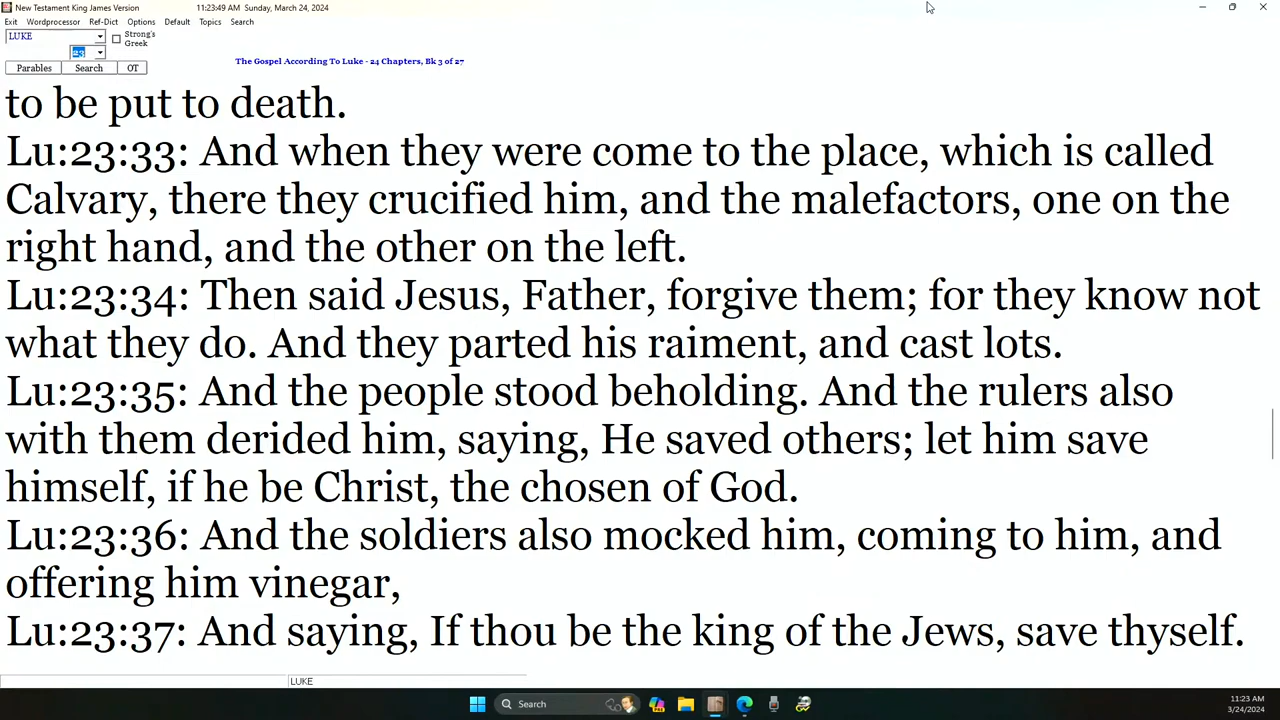 New Testament King James Version 11:23:49 AM Sunday, March 24, 2024
Exit Wordprocessor Ref-Dict Options Default Topics Search
LUKE
Strong's
Greek
23
Parables Search OT
The Gospel According To Luke - 24 Chapters, Bk 3 of 27
to be put to death.
Lu:23:33: And when they were come to the place, which is called
Calvary, there they crucified him, and the malefactors, one on the
right hand, and the other on the left.
Lu:23:34: Then said Jesus, Father, forgive them; for they know not
what they do. And they parted his raiment, and cast lots.
Lu:23:35: And the people stood beholding. And the rulers also
with them derided him, saying, He saved others; let him save
himself, if he be Christ, the chosen of God.
Lu:23:36: And the soldiers also mocked him, coming to him, and
offering him vinegar,
Lu:23:37: And saying, If thou be the king of the Jews, save thyself.
LUKE
Search
11:23 AM
3/24/2024